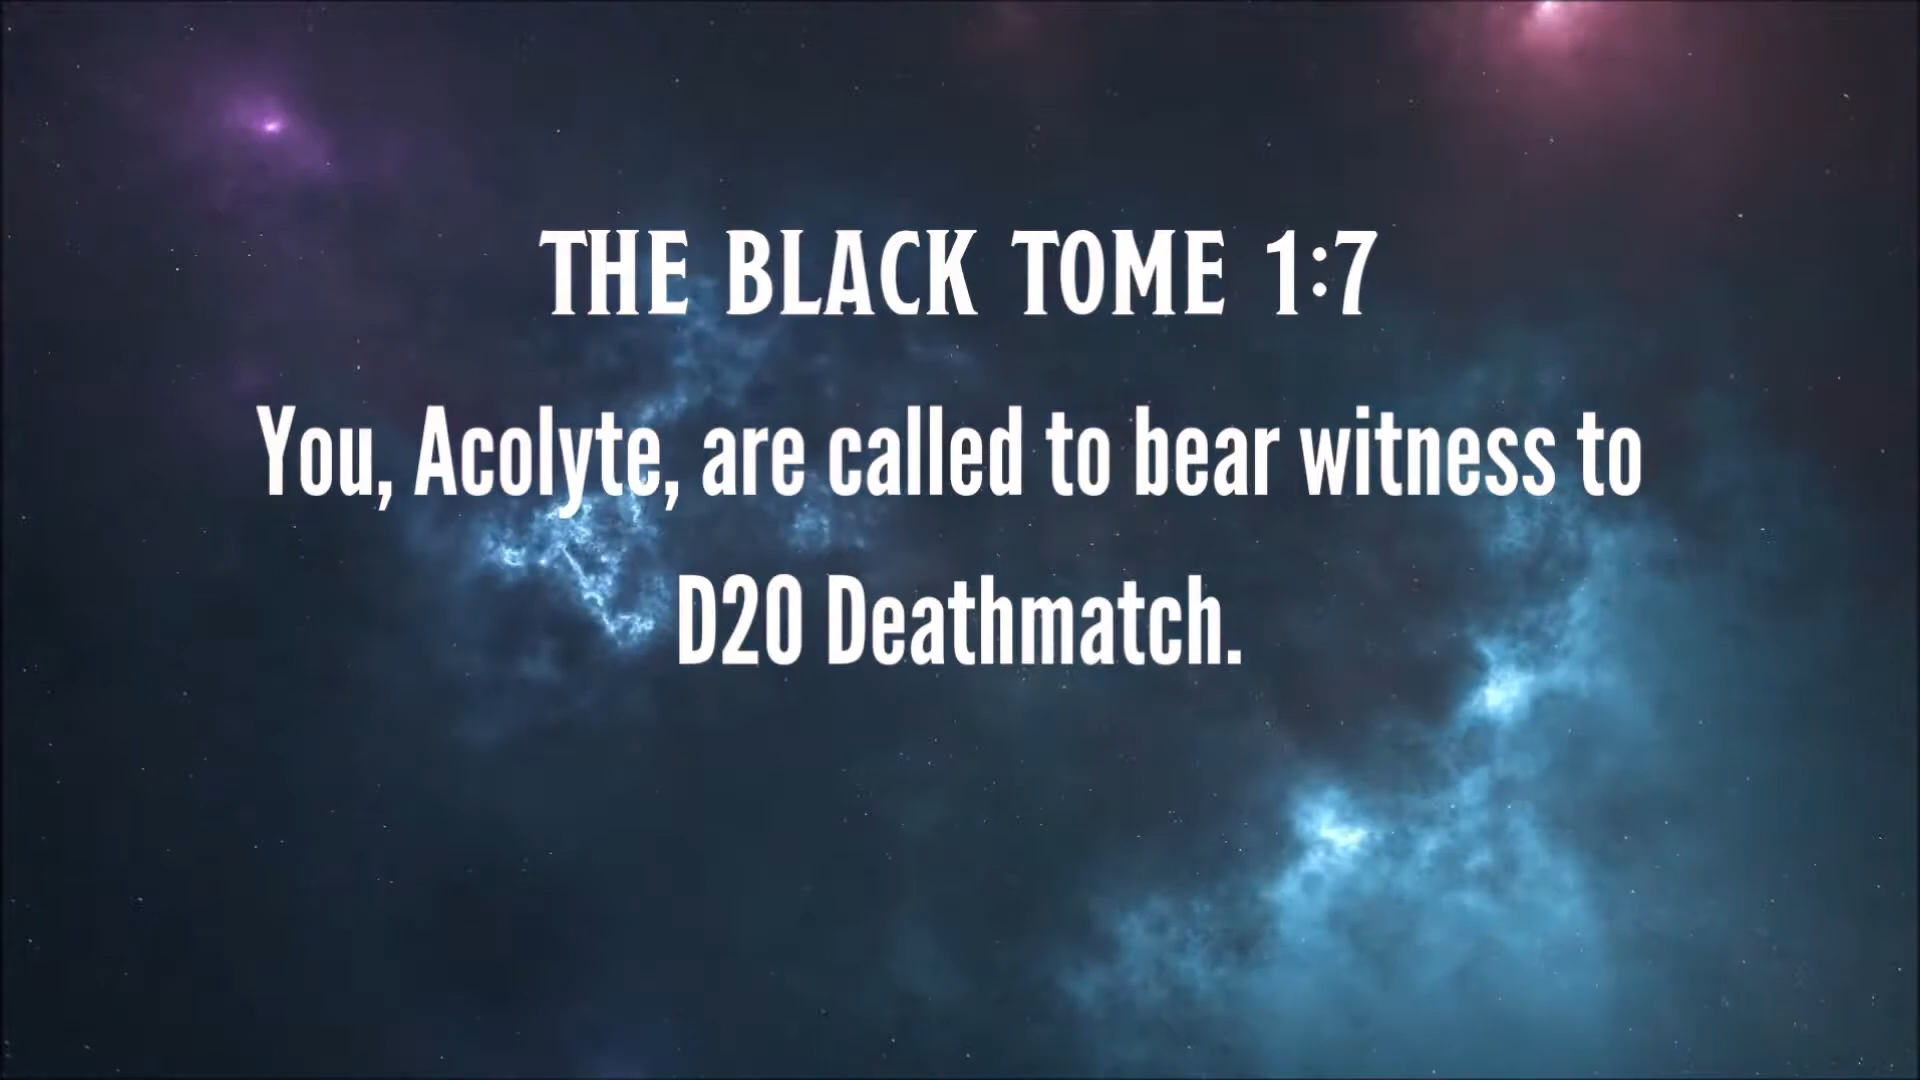 THE BLACK TOME 1:7
You, Acolyte, are called to bear witness to
D20 Deathmatch.